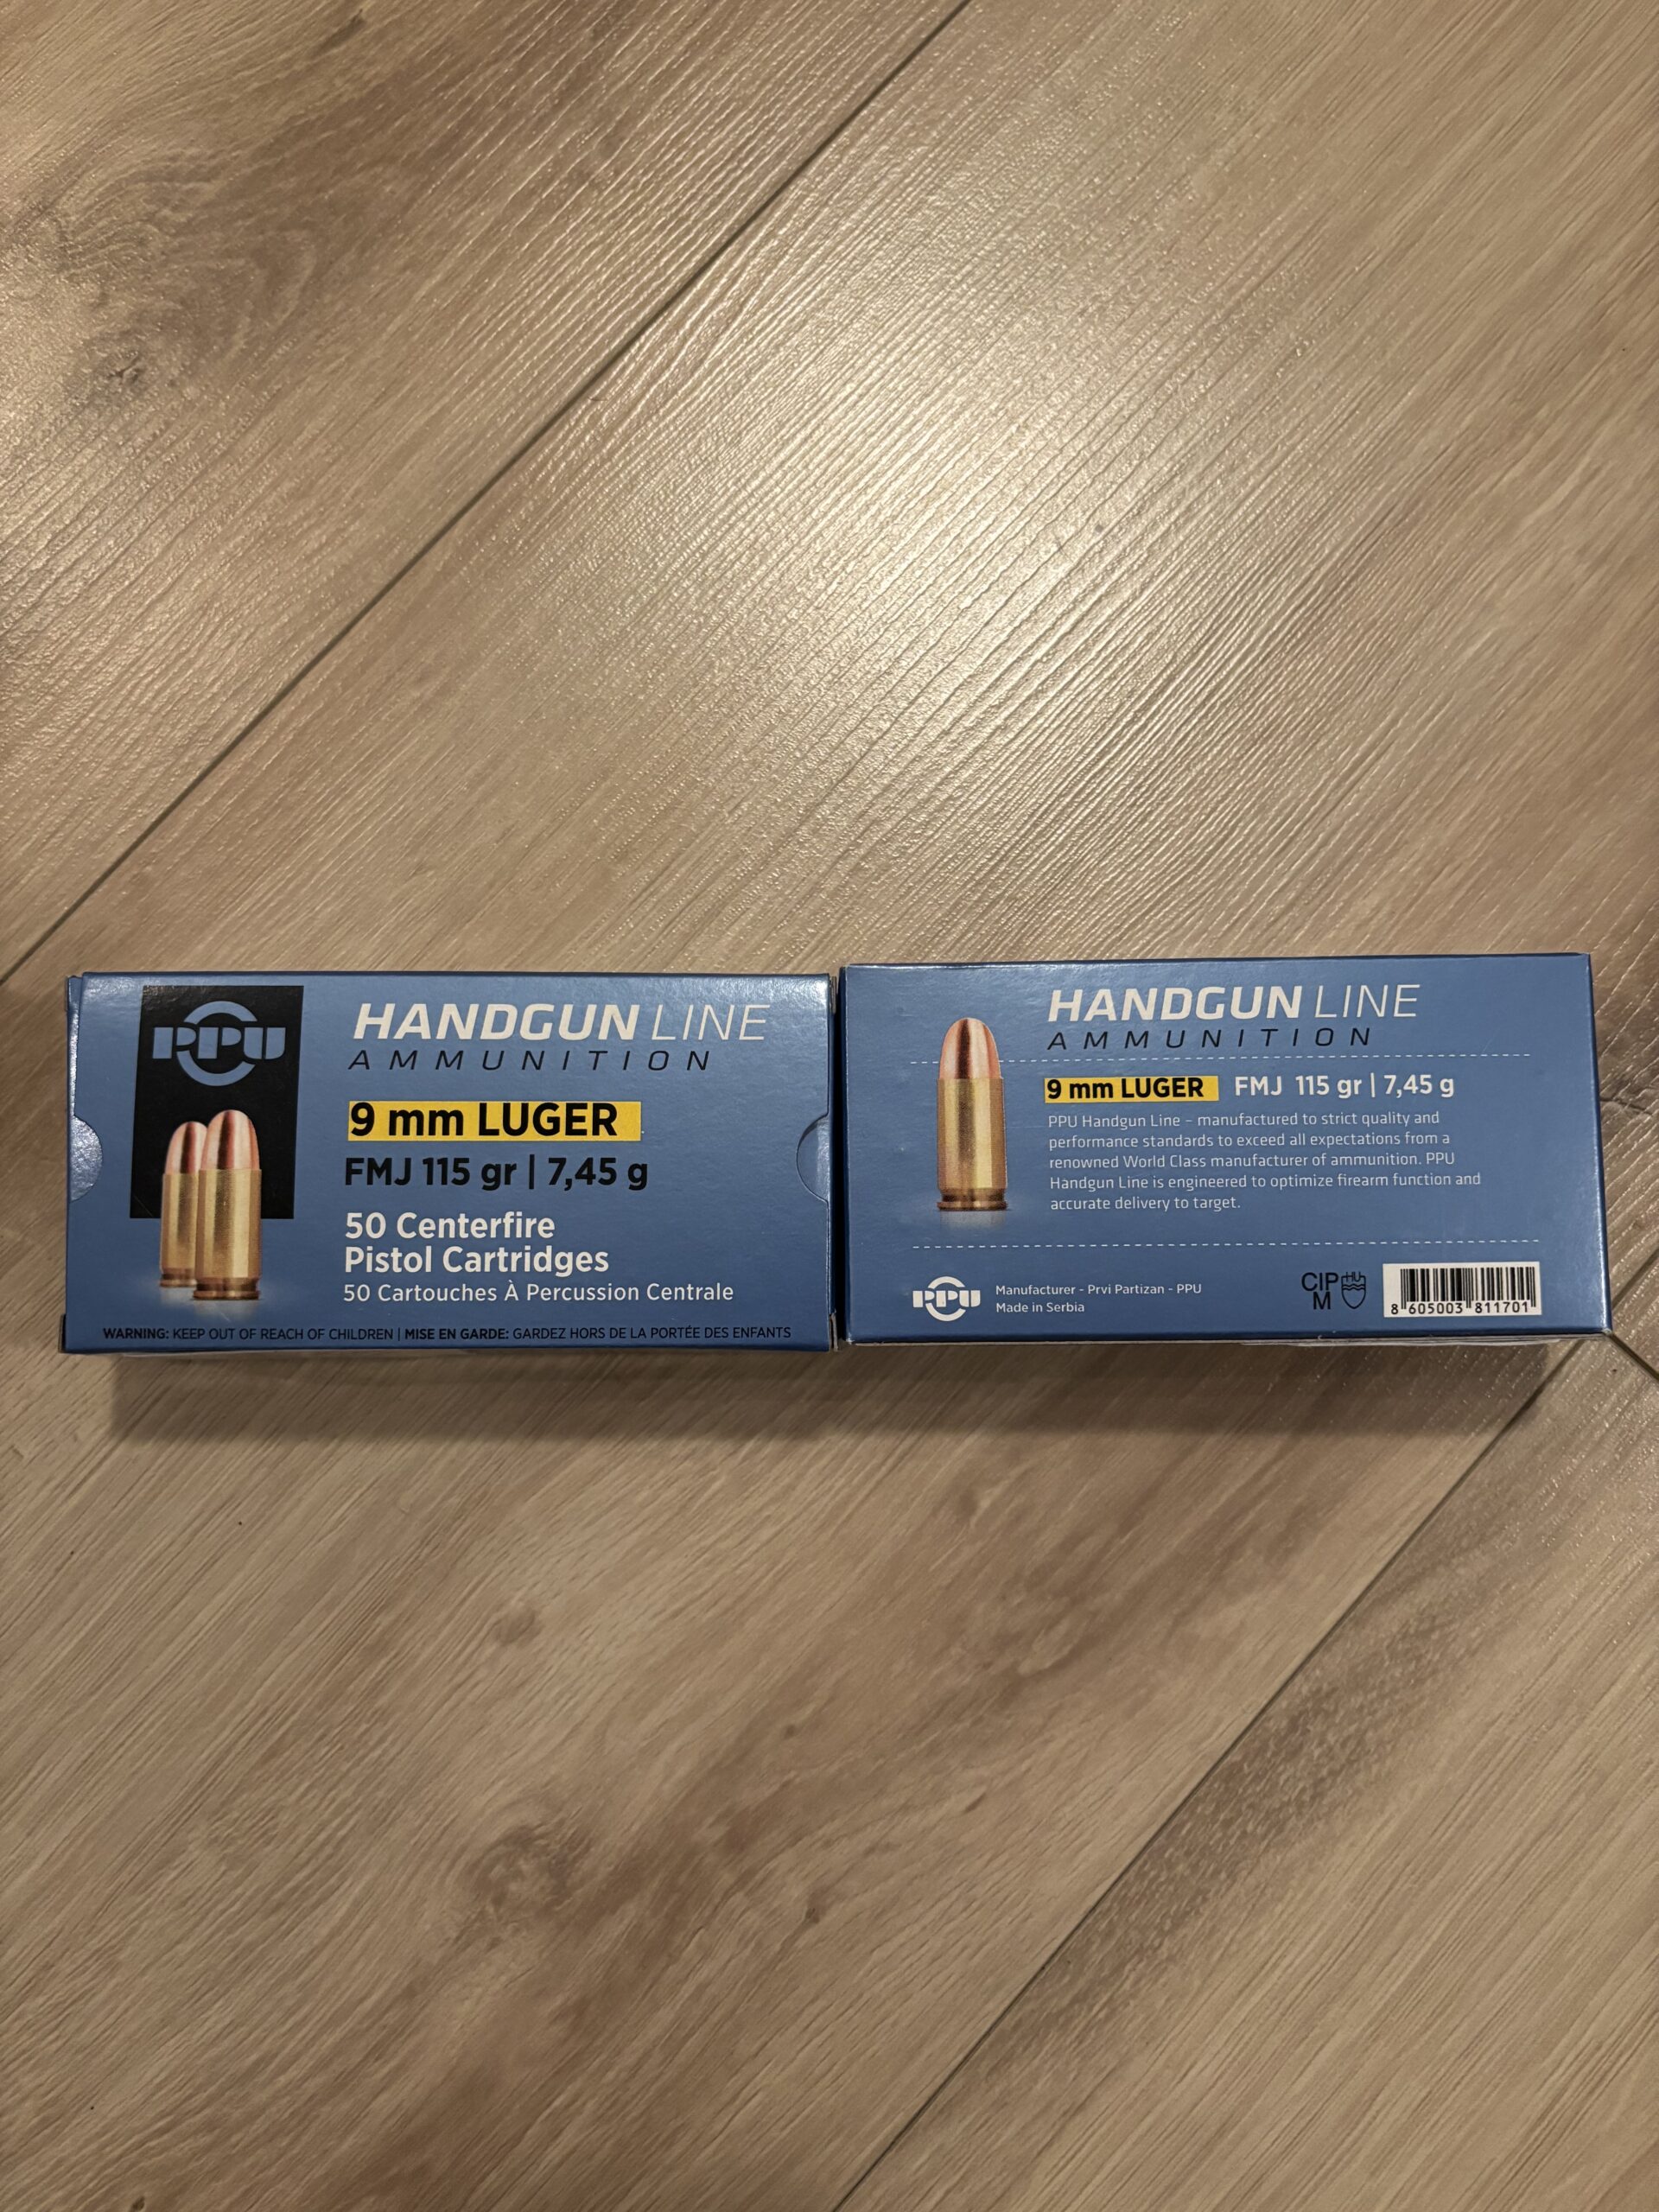 PPU
HANDGUN LINE
AMMUNITION
9 mm LUGER
FMJ 115 gr | 7,45 g
50 Centerfire
Pistol Cartridges
50 Cartouches À Percussion Centrale
WARNING: KEEP OUT OF REACH OF CHILDREN | MISE EN GARDE: GARDEZ HORS DE LA PORTÉE DES ENFANTS
HANDGUN LINE
AMMUNITION
9 mm LUGER FMJ 115 gr | 7,45 g
PPU Handgun Line – manufactured to strict quality and
performance standards to exceed all expectations from a
renowned World Class manufacturer of ammunition. PPU
Handgun Line is engineered to optimize firearm function and
accurate delivery to target.
PPU
Manufacturer - Prvi Partizan - PPU
Made in Serbia
CIP
M
HU
8 605003 811701